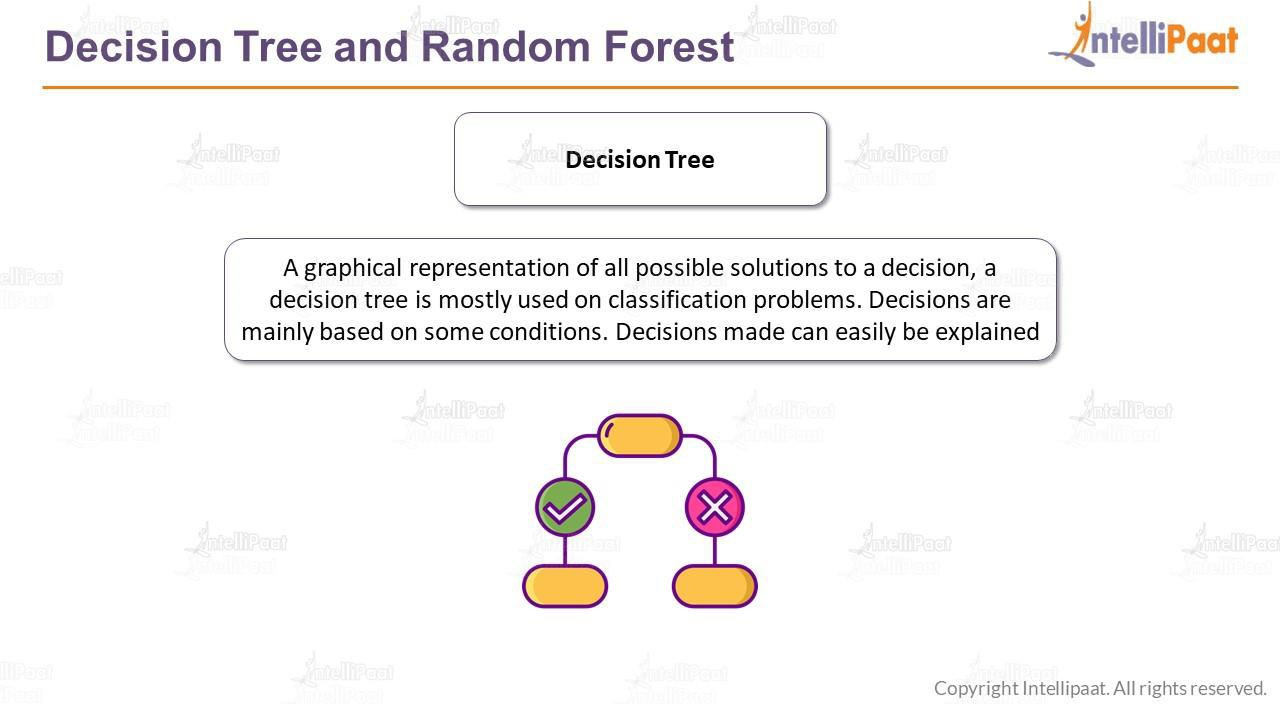 Decision Tree and Random Forest
IntelliPaat
Decision Tree
A graphical representation of all possible solutions to a decision, a
decision tree is mostly used on classification problems. Decisions are
mainly based on some conditions. Decisions made can easily be explained
Copyright Intellipaat. All rights reserved.